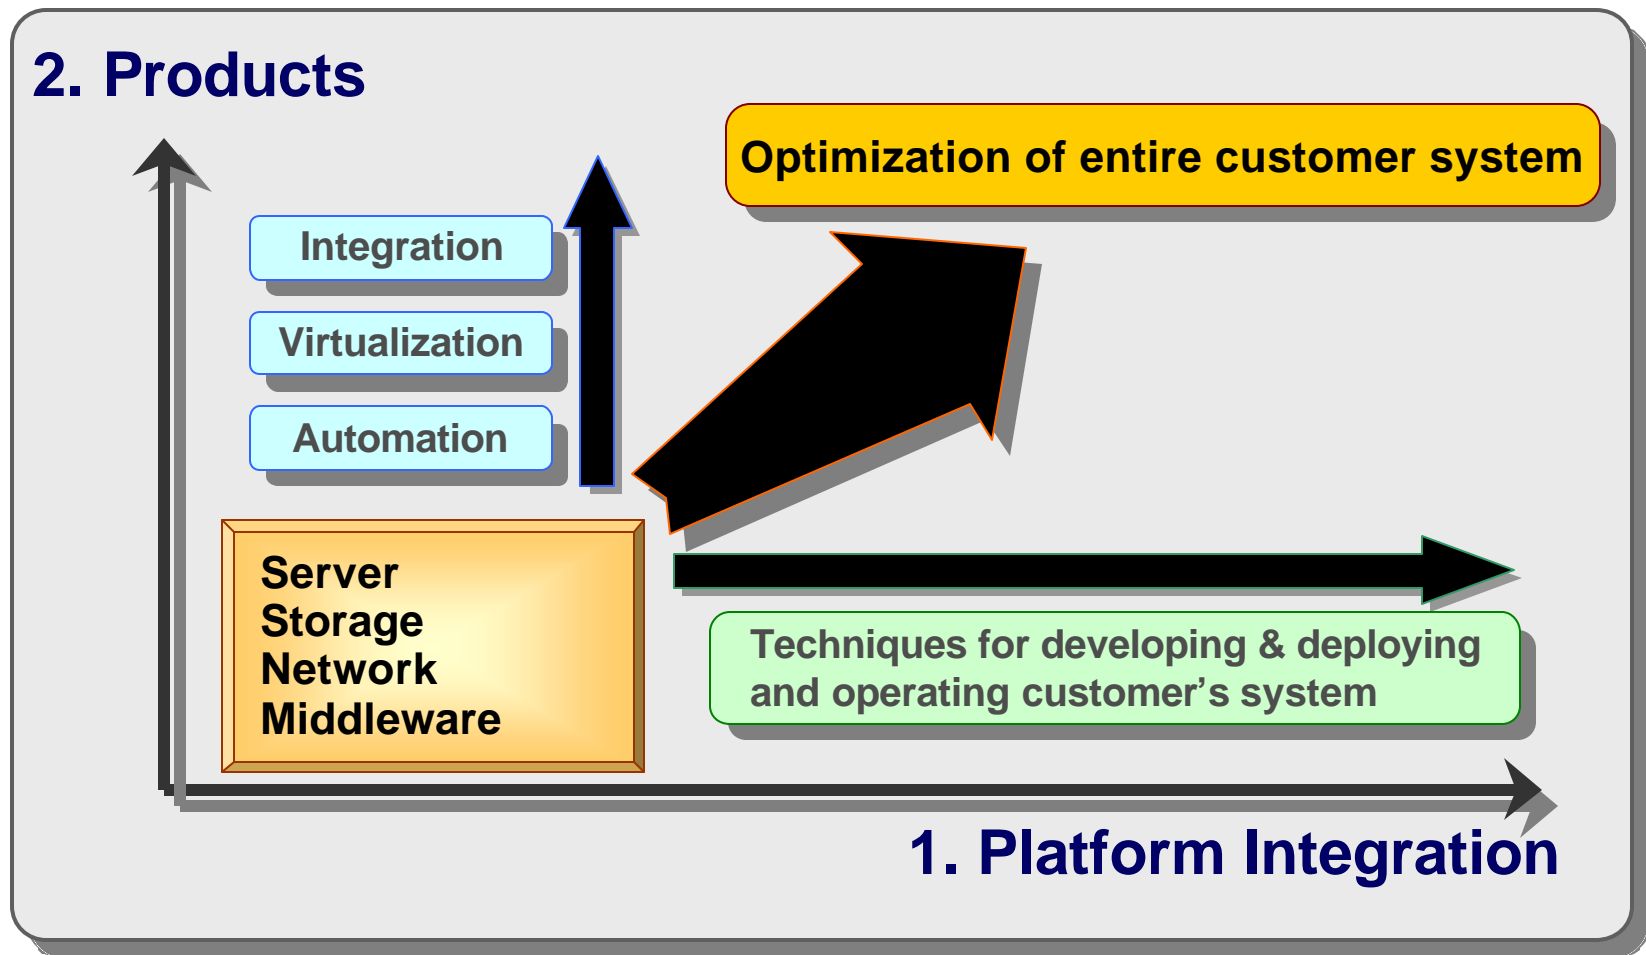 2. Products
Optimization of entire customer system
Integration
Virtualization
Automation
Server
Storage
Network
Middleware
Techniques for developing & deploying
and operating customer’s system
1. Platform Integration